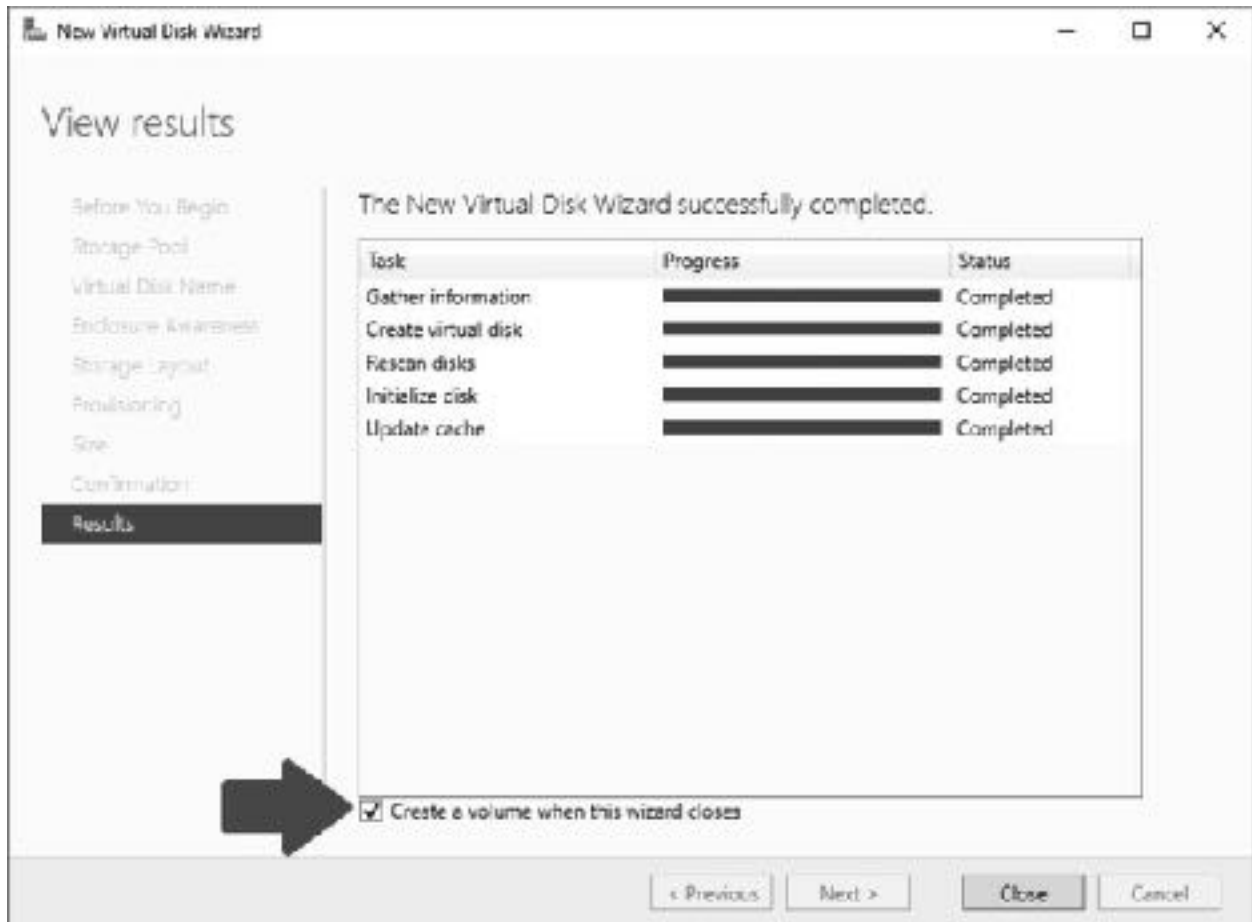 New Virtual Disk Wizard
View results
Before You Begin
Storage Pool
Virtual Disk Name
Enclosure Awareness
Storage Layout
Provisioning
Size
Confirmation
Results
The New Virtual Disk Wizard successfully completed.
Task Progress Status
Gather information Completed
Create virtual disk Completed
Rescan disks Completed
Initialize disk Completed
Update cache Completed
Create a volume when this wizard closes
< Previous Next > Close Cancel